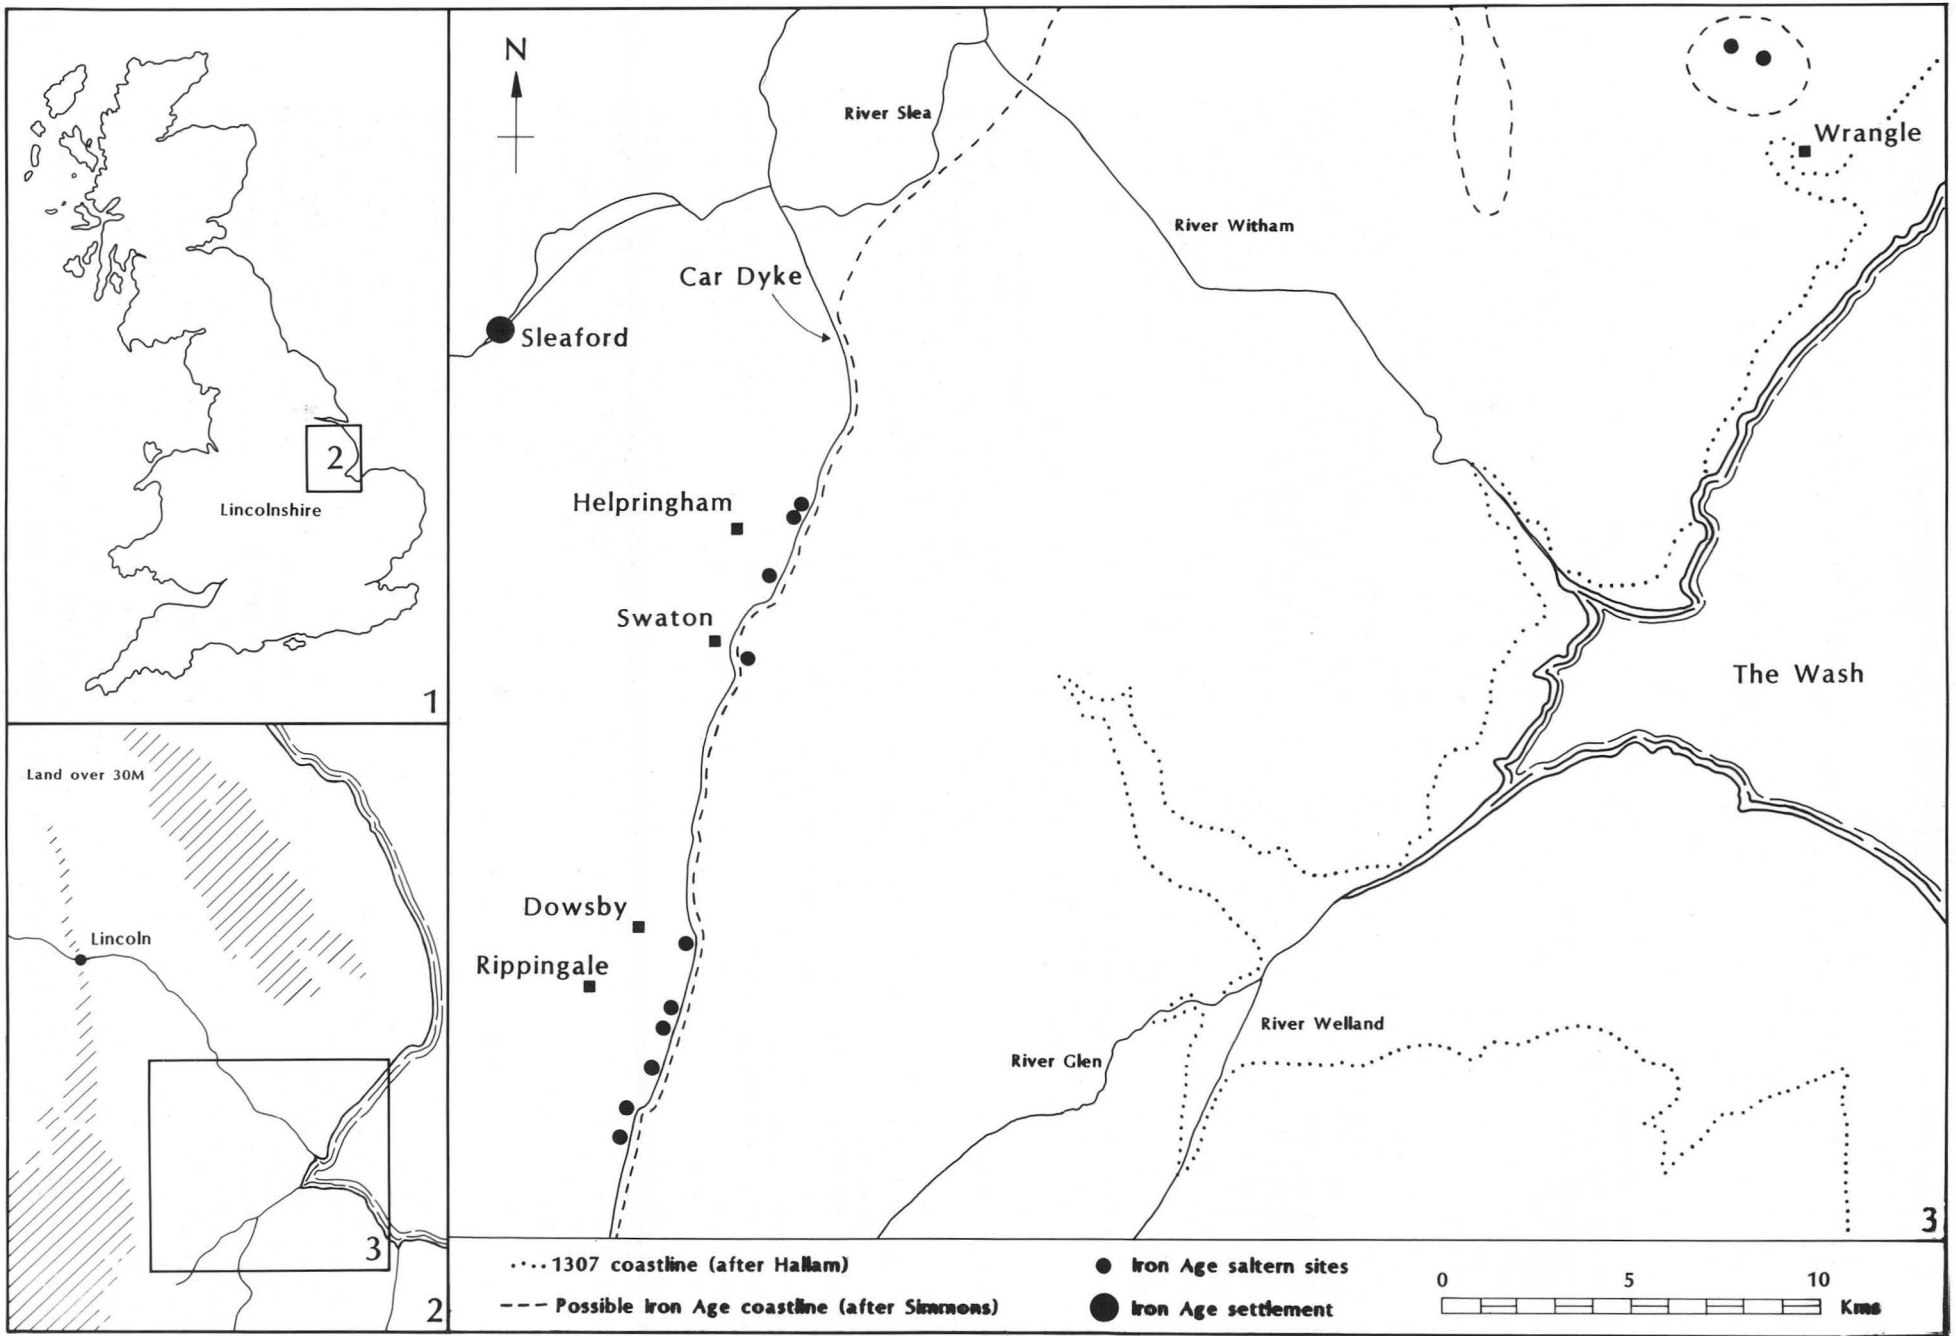 2
Lincolnshire
1
Land over 30M
Lincoln
3
2
N
River Slea
Wrangle
River Witham
Car Dyke
Sleaford
Helpringham
Swaton
The Wash
Dowsby
Rippingale
River Welland
River Glen
3
1307 coastline (after Hallam)
Possible Iron Age coastline (after Simmons)
Iron Age saltern sites
Iron Age settlement
0 5 10
Kms